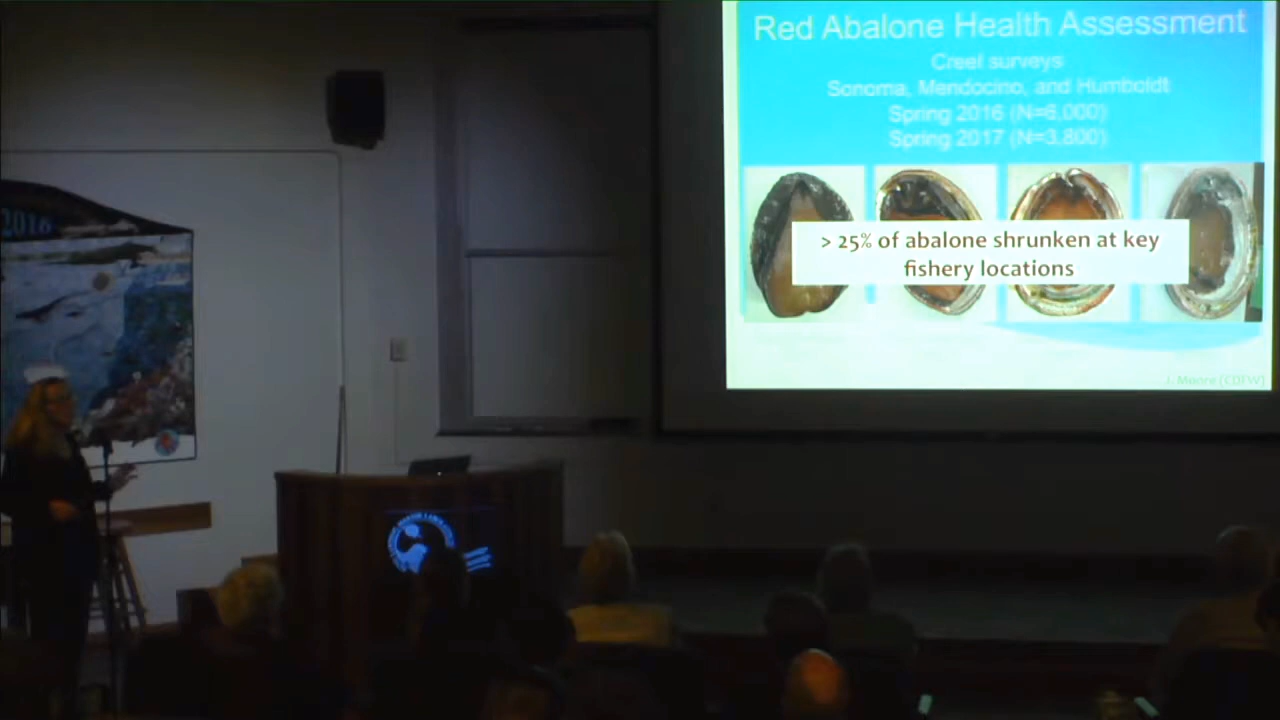 Red Abalone Health Assessment
Creel surveys
Sonoma, Mendocino, and Humboldt
Spring 2016 (N=6,000)
Spring 2017 (N=3,800)
> 25% of abalone shrunken at key
fishery locations
J. Moore (CDFW)
2016